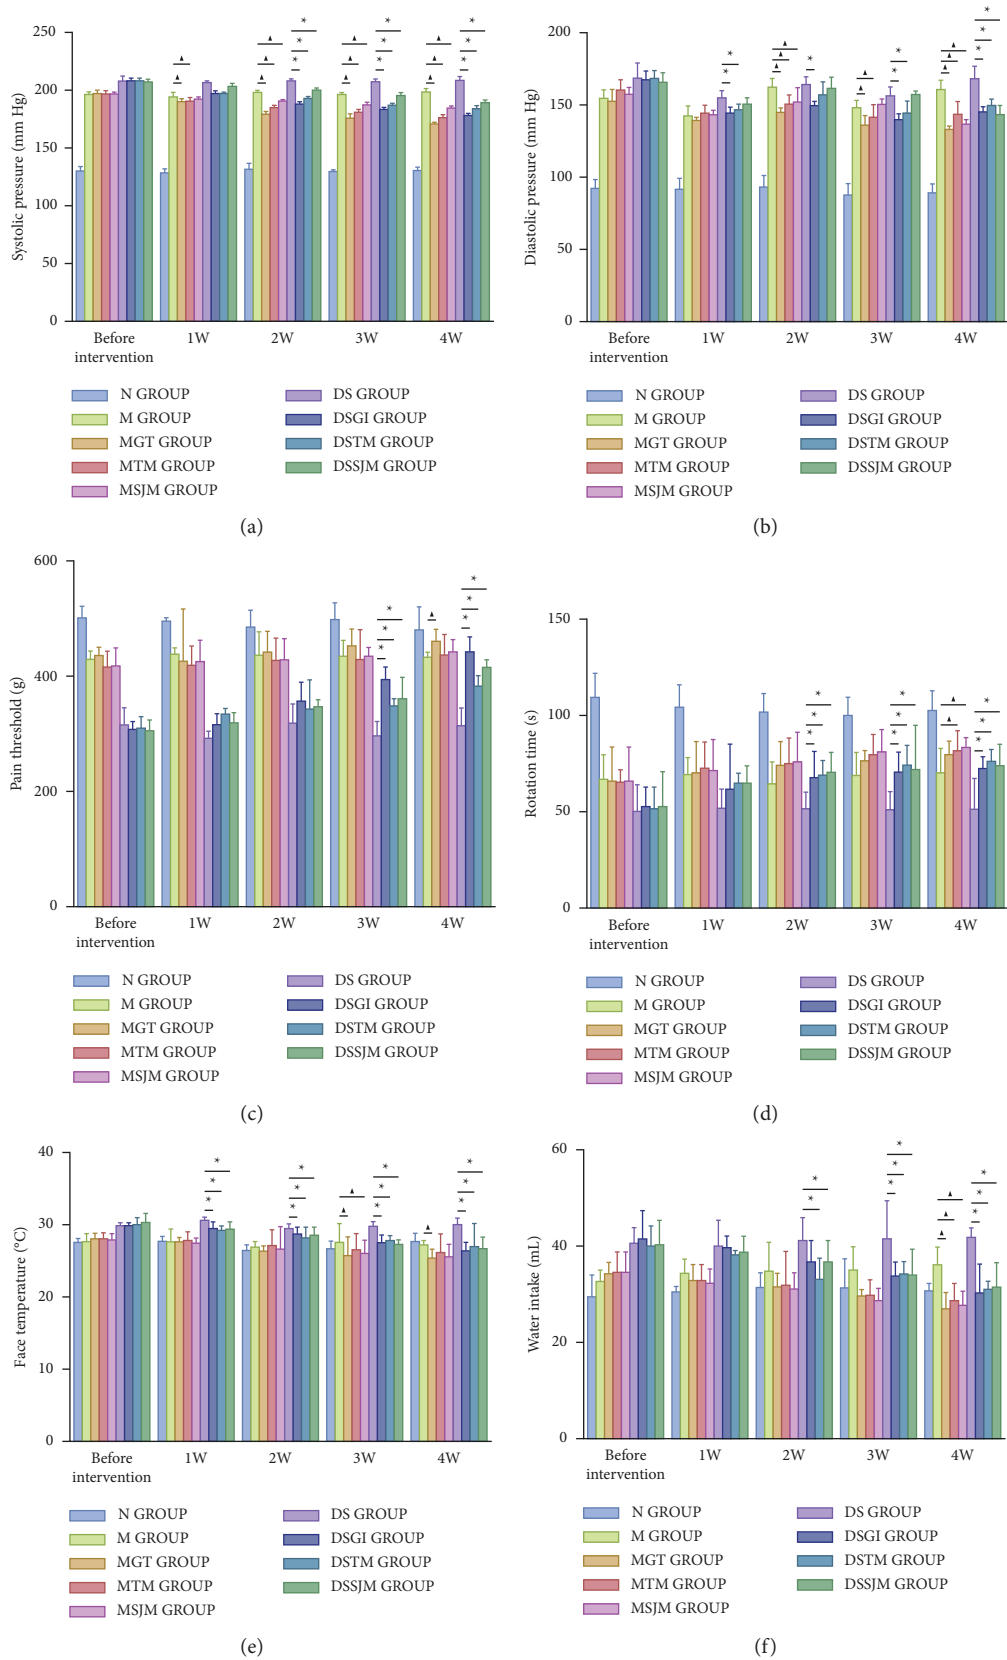 250
200
150
100
50
0
Systolic pressure (mm Hg)
Before intervention
1W
2W
3W
4W
N GROUP
M GROUP
MGT GROUP
MTM GROUP
MSJM GROUP
DS GROUP
DSGI GROUP
DSTM GROUP
DSSJM GROUP
(a)
200
150
100
50
0
Diastolic pressure (mm Hg)
Before intervention
1W
2W
3W
4W
N GROUP
M GROUP
MGT GROUP
MTM GROUP
MSJM GROUP
DS GROUP
DSGI GROUP
DSTM GROUP
DSSJM GROUP
(b)
600
400
200
0
Pain threshold (g)
Before intervention
1W
2W
3W
4W
N GROUP
M GROUP
MGT GROUP
MTM GROUP
MSJM GROUP
DS GROUP
DSGI GROUP
DSTM GROUP
DSSJM GROUP
(c)
150
100
50
0
Rotation time (s)
Before intervention
1W
2W
3W
4W
N GROUP
M GROUP
MGT GROUP
MTM GROUP
MSJM GROUP
DS GROUP
DSGI GROUP
DSTM GROUP
DSSJM GROUP
(d)
40
30
20
10
0
Face temperature (°C)
Before intervention
1W
2W
3W
4W
N GROUP
M GROUP
MGT GROUP
MTM GROUP
MSJM GROUP
DS GROUP
DSGI GROUP
DSTM GROUP
DSSJM GROUP
(e)
60
40
20
0
Water intake (mL)
Before intervention
1W
2W
3W
4W
N GROUP
M GROUP
MGT GROUP
MTM GROUP
MSJM GROUP
DS GROUP
DSGI GROUP
DSTM GROUP
DSSJM GROUP
(f)